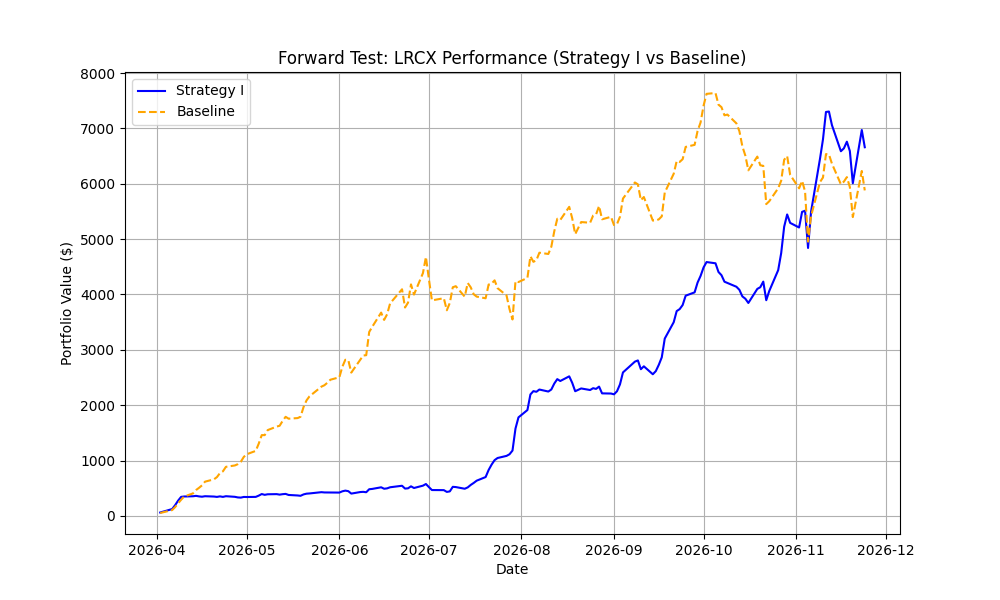 Forward Test: LRCX Performance (Strategy I vs Baseline)
Strategy I
Baseline
Portfolio Value ($)
8000
7000
6000
5000
4000
3000
2000
1000
0
2026-04 2026-05 2026-06 2026-07 2026-08 2026-09 2026-10 2026-11 2026-12
Date